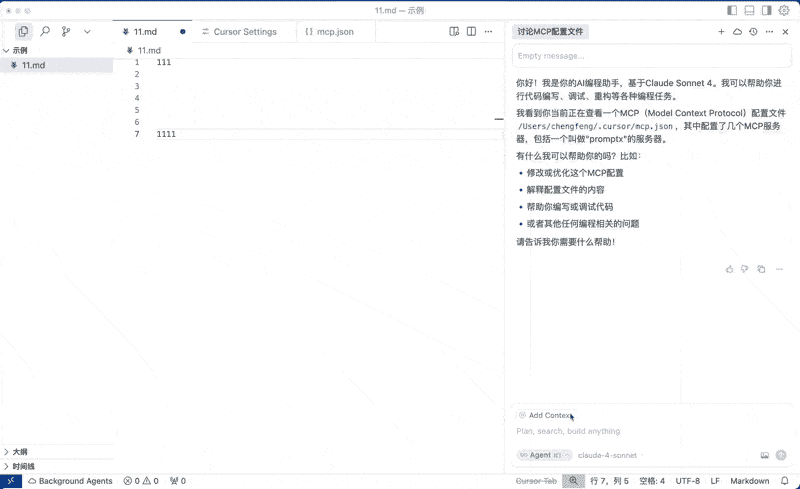 11.md — 示例
11.md
Cursor Settings
{} mcp.json
示例
11.md
11.md
1 111
2
3
4
5
6
7 1111
大纲
时间线
讨论MCP配置文件
Empty message...
你好！我是你的AI编程助手，基于Claude Sonnet 4。我可以帮助你进
行代码编写、调试、重构等各种编程任务。
我看到你当前正在查看一个MCP（Model Context Protocol）配置文件
/Users/chengfeng/.cursor/mcp.json ，其中配置了几个MCP服务
器，包括一个叫做"promptx"的服务器。
有什么我可以帮助你的吗？比如：
• 修改或优化这个MCP配置
• 解释配置文件的内容
• 帮助你编写或调试代码
• 或者其他任何编程相关的问题
请告诉我你需要什么帮助！
Add Context
Plan, search, build anything
Agent claude-4-sonnet
Background Agents 0 0 0
Cursor Tab 行 7，列 5 空格: 4 UTF-8 LF Markdown